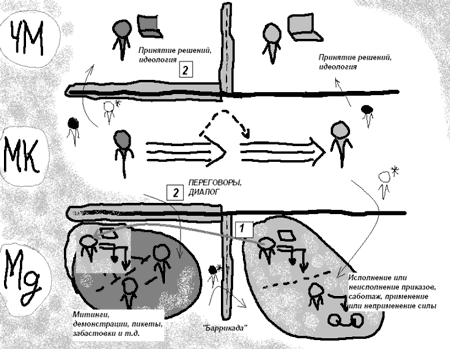 ЧМ
Принятие решений,
идеология
2
Принятие решений,
идеология
*
МК
2
ПЕРЕГОВОРЫ,
ДИАЛОГ
*
Мд
1
*
Митинги,
демонстрации, пикеты,
забастовки и т.д.
"Баррикада"
Исполнение или
неисполнение приказов,
саботаж, применение
или неприменение силы